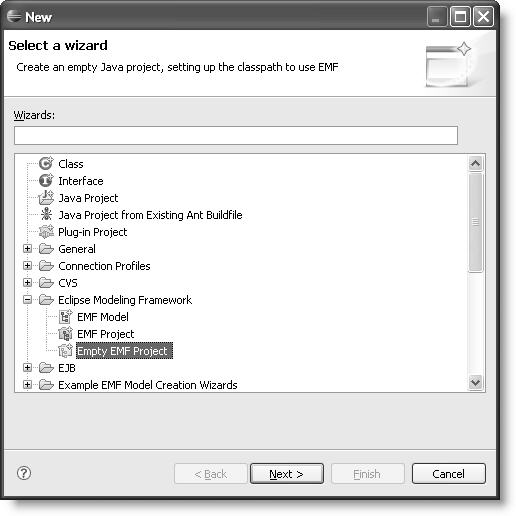 New
Select a wizard
Create an empty Java project, setting up the classpath to use EMF
Wizards:
Class
Interface
Java Project
Java Project from Existing Ant Buildfile
Plug-in Project
General
Connection Profiles
CVS
Eclipse Modeling Framework
EMF Model
EMF Project
Empty EMF Project
EJB
Example EMF Model Creation Wizards
? < Back Next > Finish Cancel